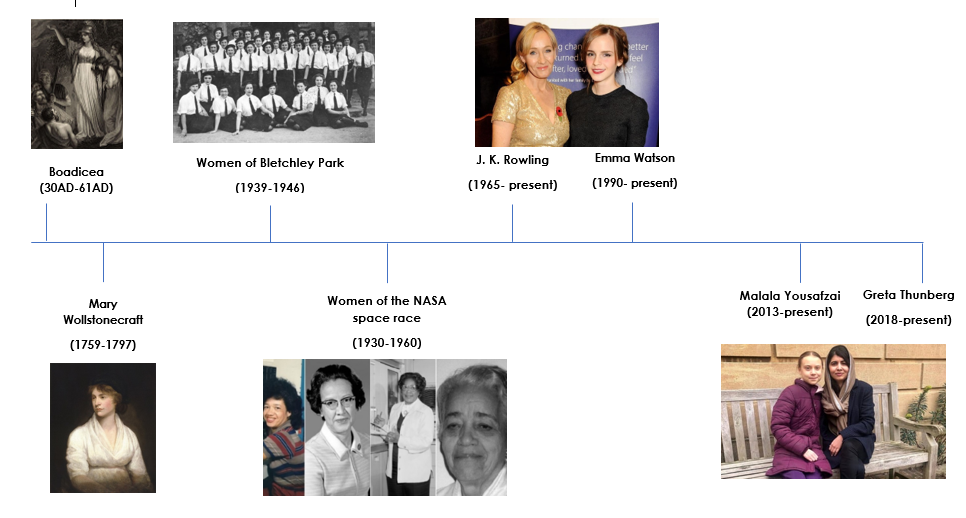 Boadicea
(30AD-61AD)
Women of Bletchley Park
(1939-1946)
J. K. Rowling
(1965- present)
Emma Watson
(1990- present)
Mary
Wollstonecraft
(1759-1797)
Women of the NASA
space race
(1930-1960)
Malala Yousafzai
(2013-present)
Greta Thunberg
(2018-present)